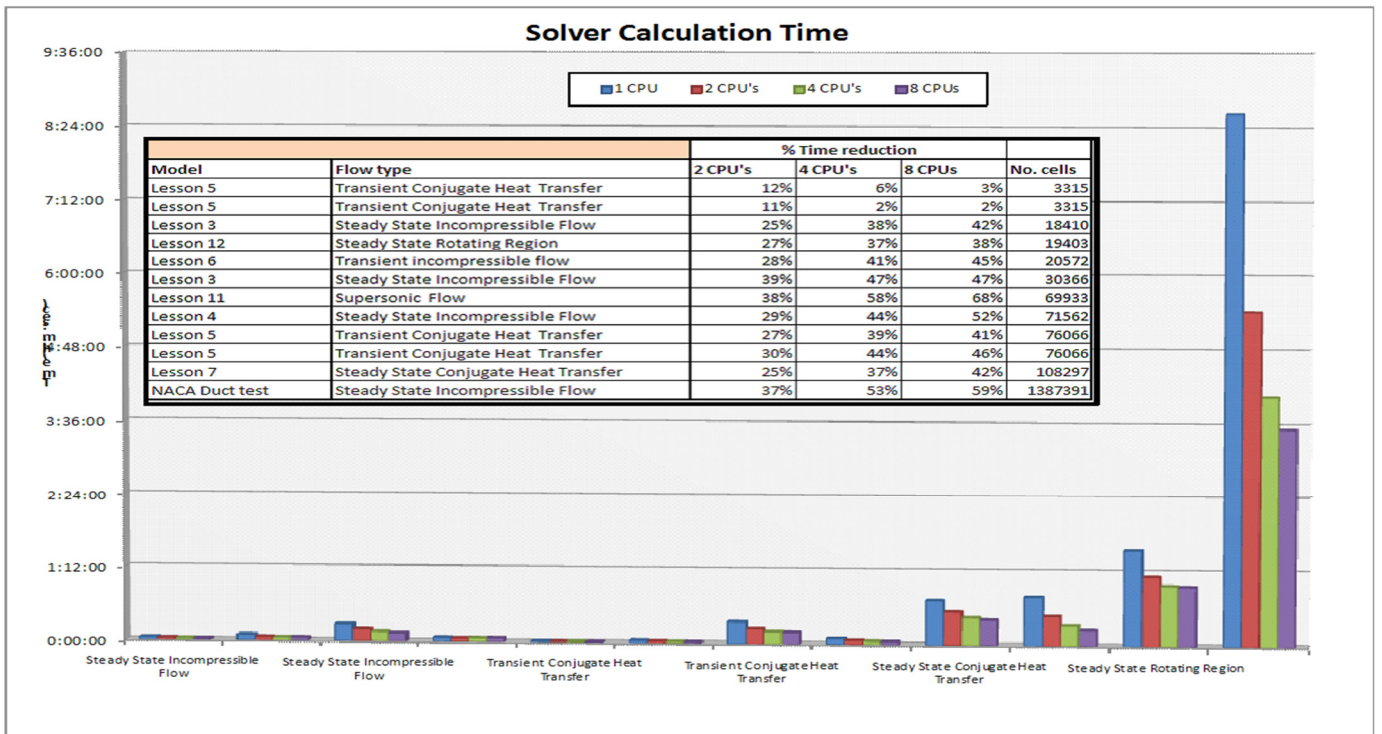 Solver Calculation Time
1 CPU 2 CPU's 4 CPU's 8 CPUs
9:36:00
8:24:00
7:12:00
6:00:00
4:48:00
3:36:00
2:24:00
1:12:00
0:00:00
% Time reduction
Model Flow type 2 CPU's 4 CPU's 8 CPUs No. cells
Lesson 5 Transient Conjugate Heat Transfer 12% 6% 3% 3315
Lesson 5 Transient Conjugate Heat Transfer 11% 2% 2% 3315
Lesson 3 Steady State Incompressible Flow 25% 38% 42% 18410
Lesson 12 Steady State Rotating Region 27% 37% 38% 19403
Lesson 6 Transient incompressible flow 28% 41% 45% 20572
Lesson 3 Steady State Incompressible Flow 39% 47% 47% 30366
Lesson 11 Supersonic Flow 38% 58% 68% 69933
Lesson 4 Steady State Incompressible Flow 29% 44% 52% 71562
Lesson 5 Transient Conjugate Heat Transfer 27% 39% 41% 76066
Lesson 5 Transient Conjugate Heat Transfer 30% 44% 46% 76066
Lesson 7 Steady State Conjugate Heat Transfer 25% 37% 42% 108297
NACA Duct test Steady State Incompressible Flow 37% 53% 59% 1387391
Steady State Incompressible
Flow
Steady State Incompressible
Flow
Transient Conjugate Heat
Transfer
Transient Conjugate Heat
Transfer
Steady State Conjugate Heat
Transfer
Steady State Rotating Region